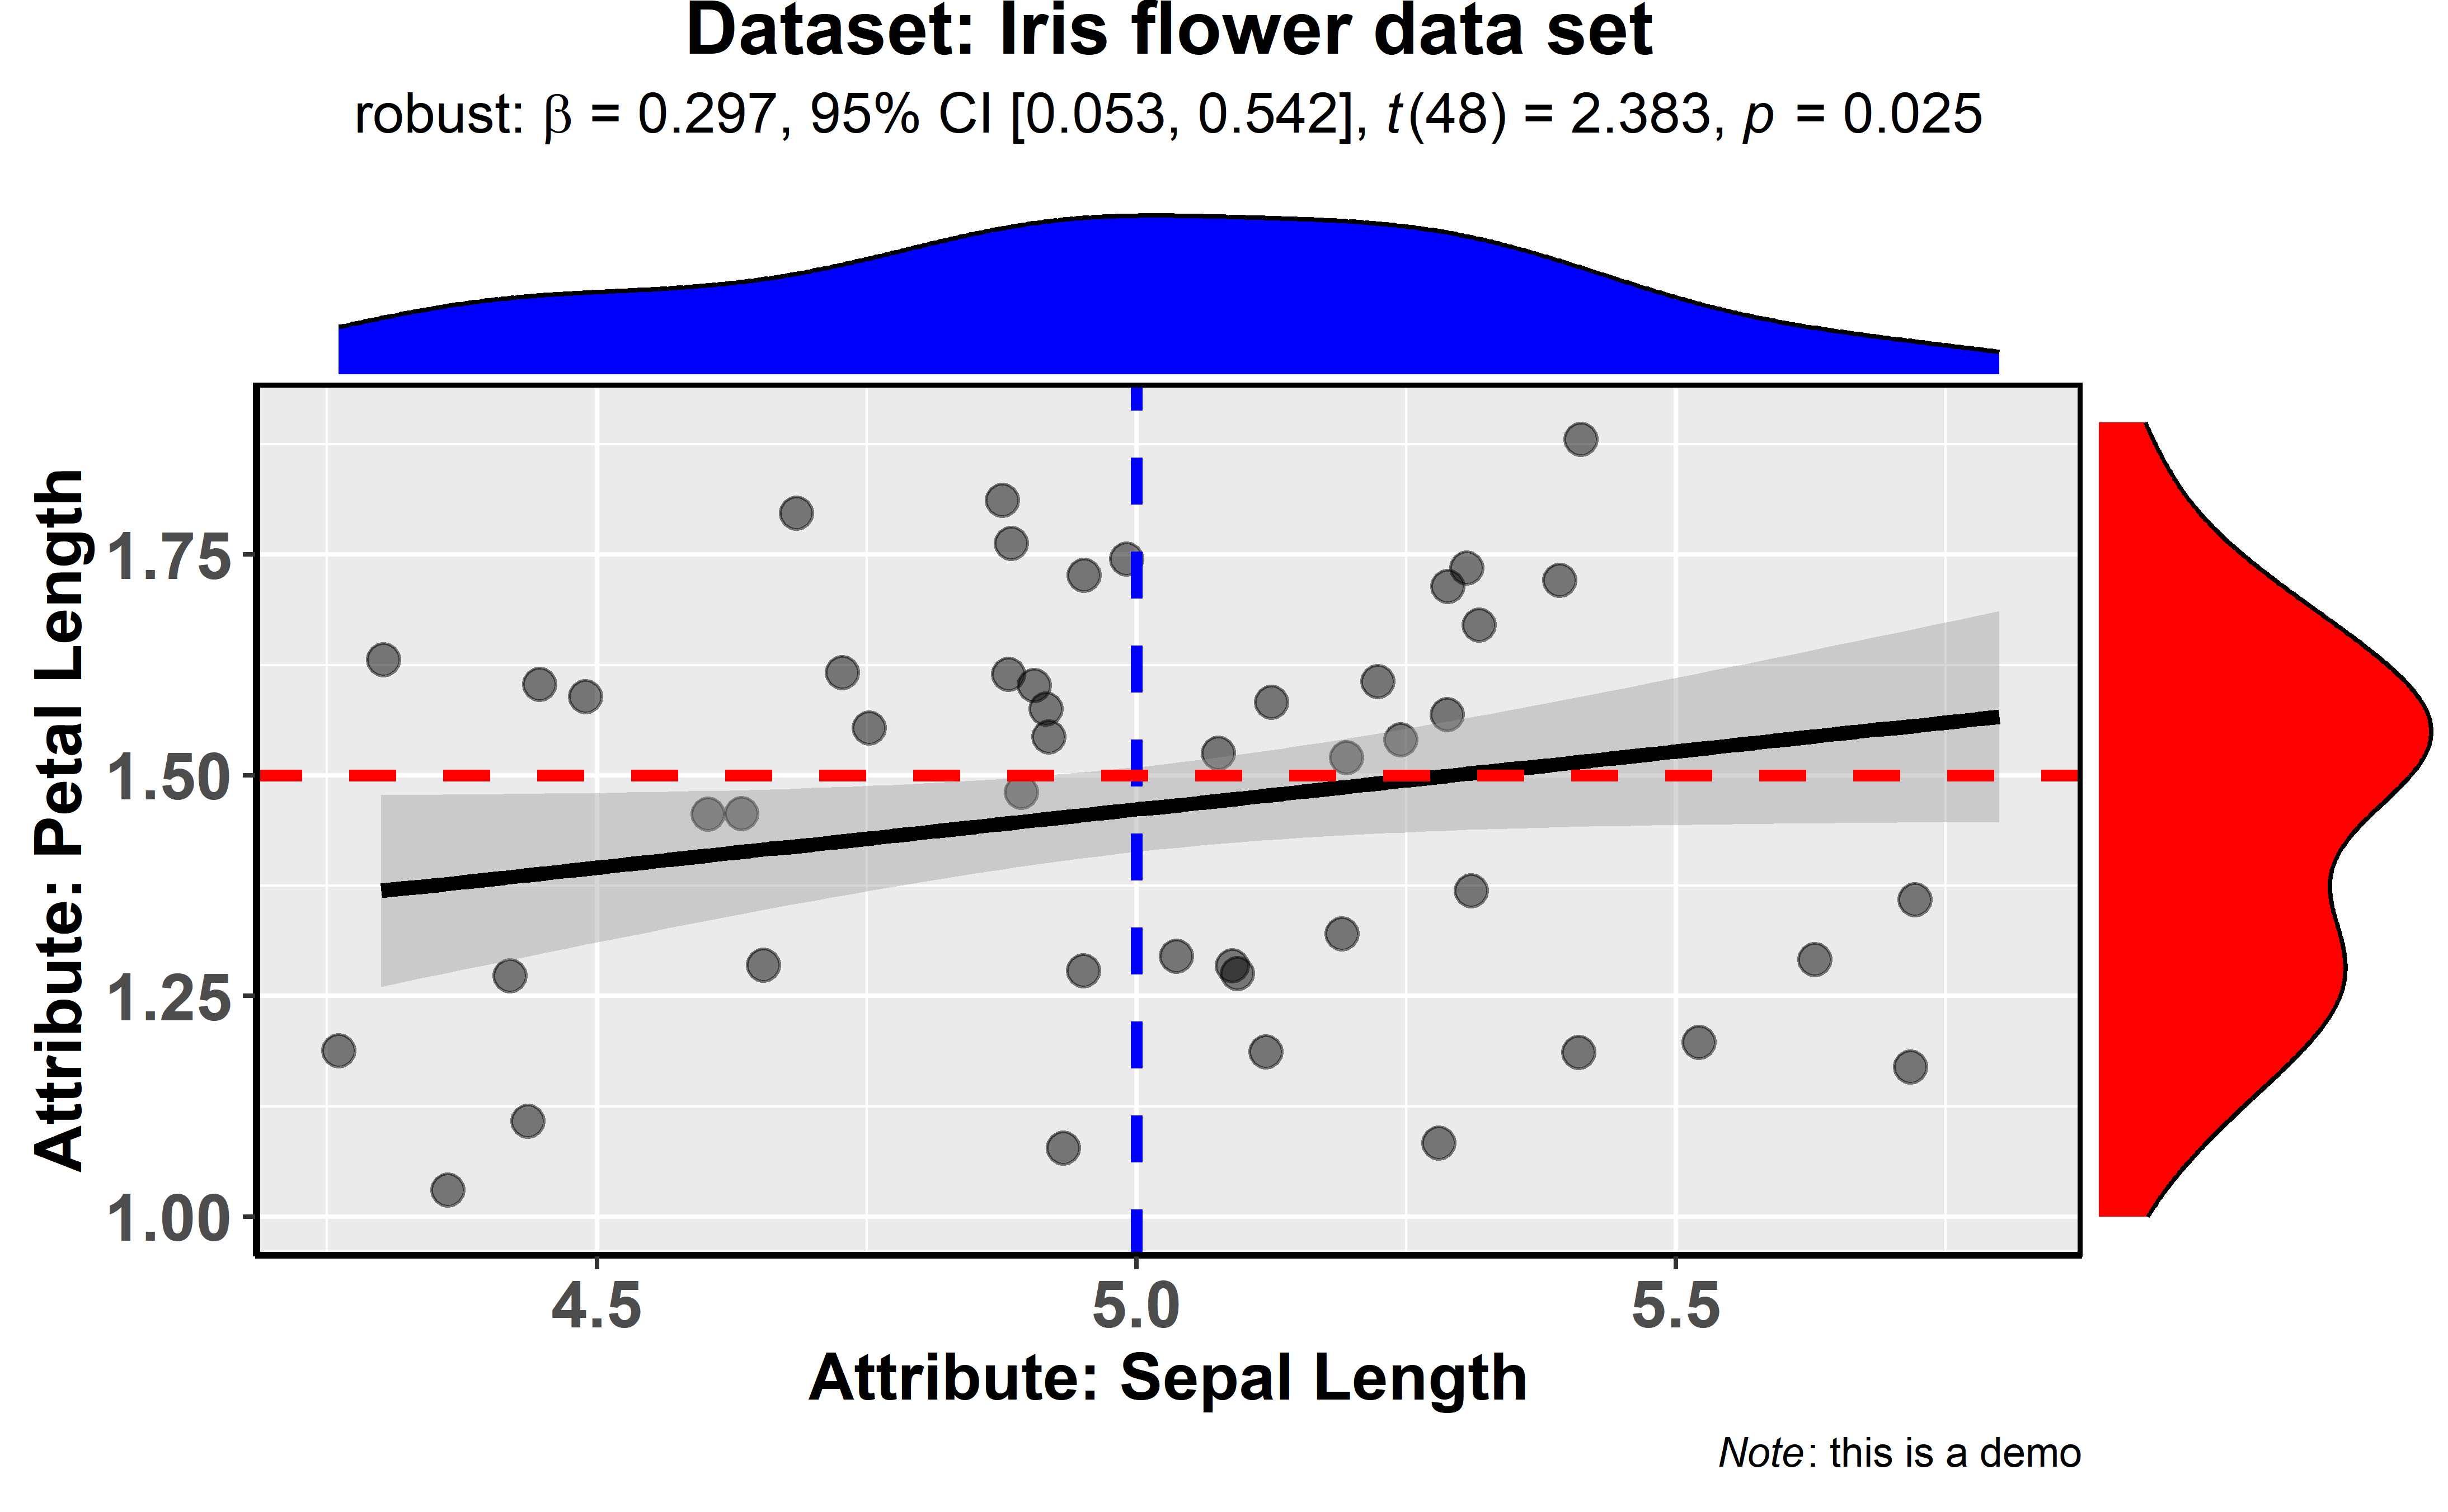 Dataset: Iris flower data set
robust: β = 0.297, 95% CI [0.053, 0.542], t(48) = 2.383, p = 0.025
Attribute: Petal Length
1.75
1.50
1.25
1.00
4.5 5.0 5.5
Attribute: Sepal Length
Note: this is a demo